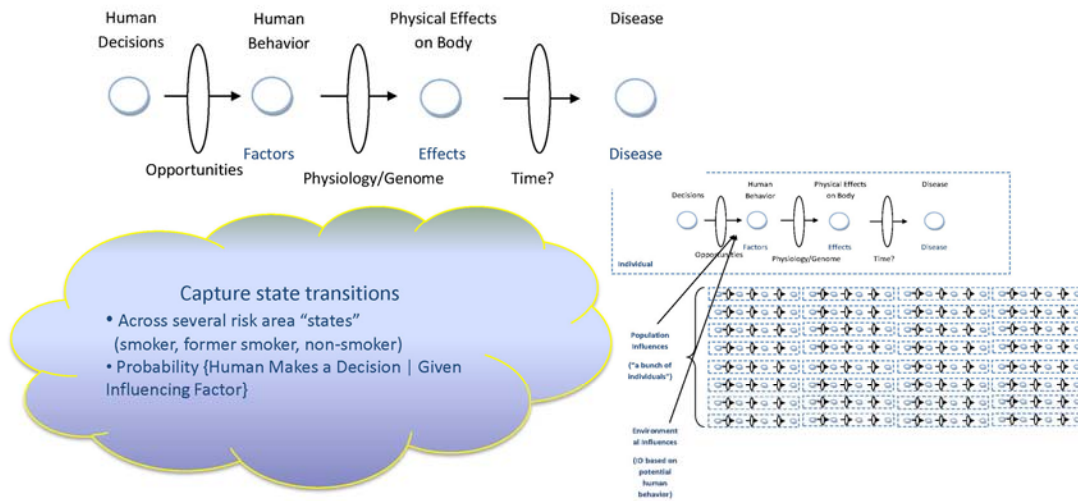 Human
Decisions
Human
Behavior
Physical Effects
on Body
Disease
Opportunities
Factors
Physiology/Genome
Effects
Time?
Disease
Capture state transitions
• Across several risk area “states”
(smoker, former smoker, non-smoker)
• Probability {Human Makes a Decision | Given
Influencing Factor}
Decisions
Human
Behavior
Physical Effects
on Body
Disease
Opportunities
Factors
Physiology/Genome
Effects
Time?
Disease
Individual
Population
Influences
("a bunch of
individuals")
Environment
al Influences
(IO based on
potential
human
behavior)